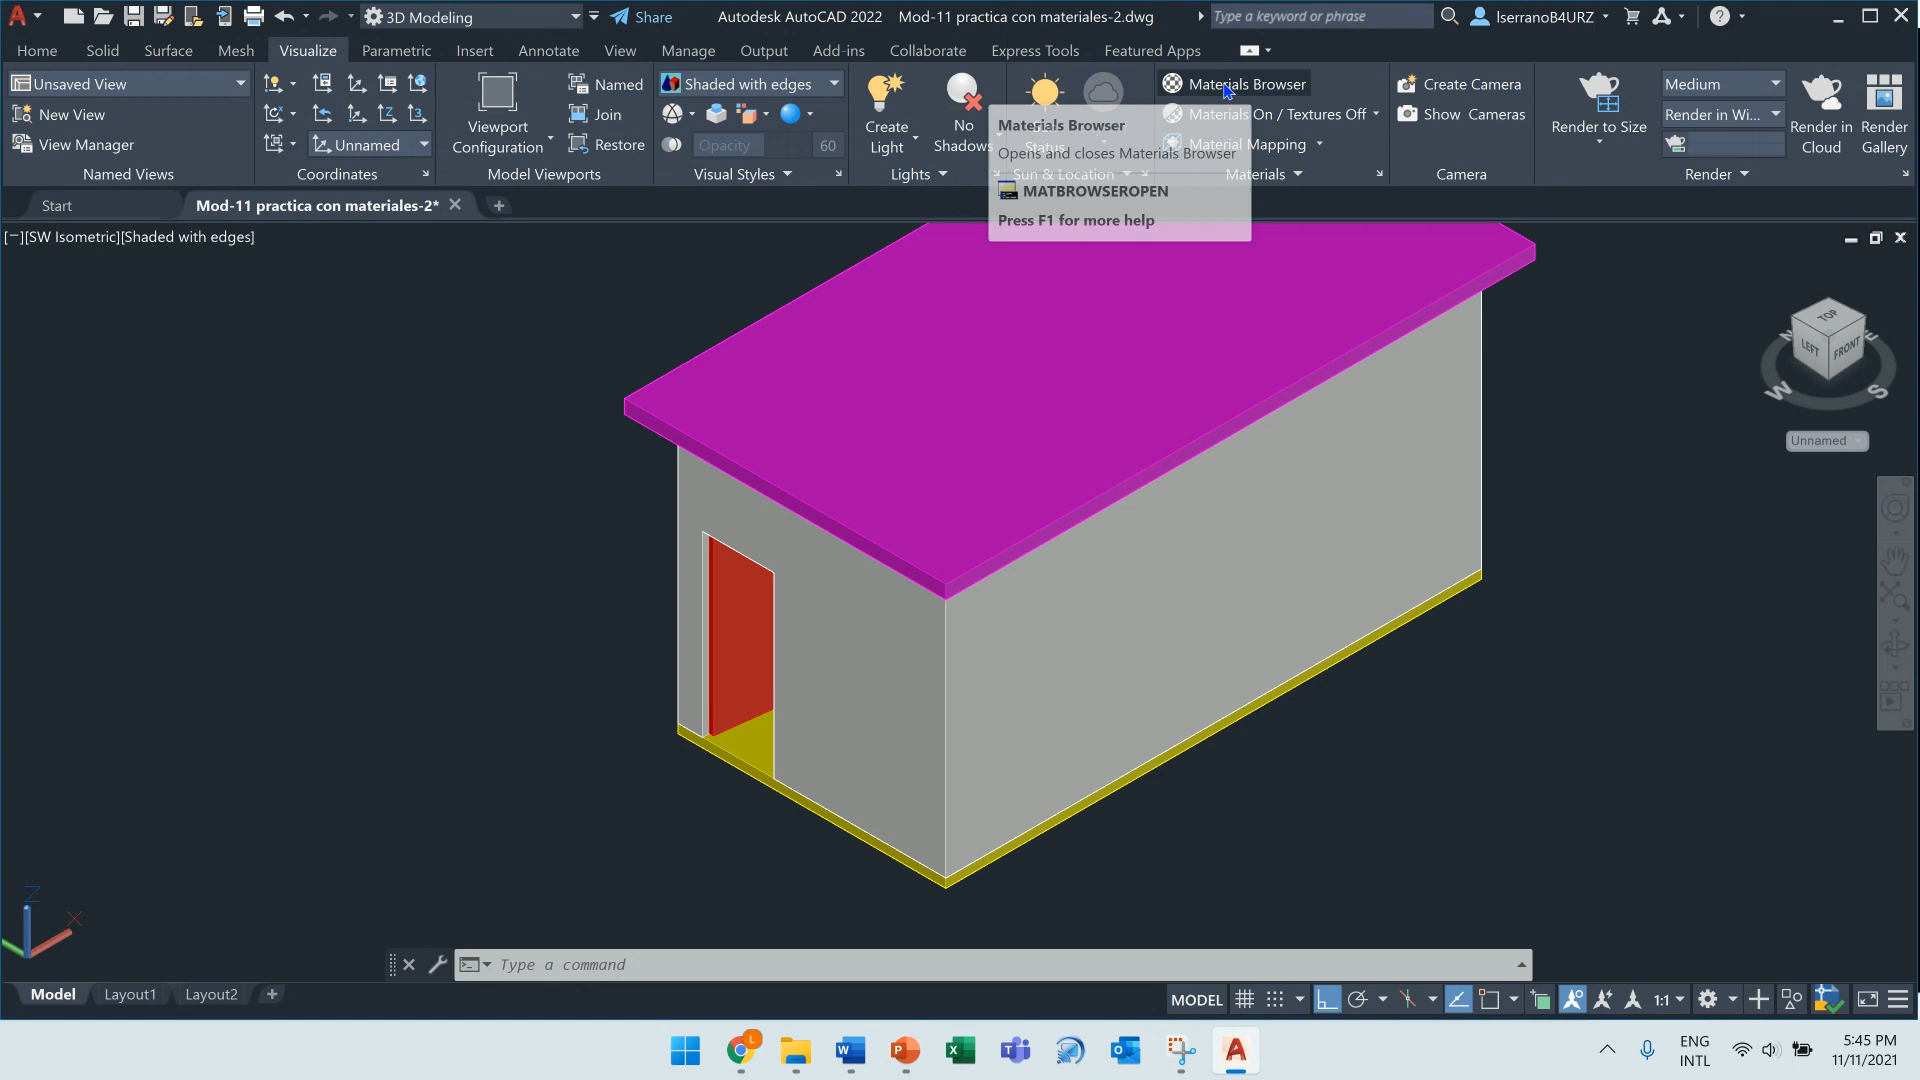 3D Modeling
Share
Autodesk AutoCAD 2022 Mod-11 practica con materiales-2.dwg
Type a keyword or phrase
lserranoB4URZ
Home Solid Surface Mesh Visualize Parametric Insert Annotate View Manage Output Add-ins Collaborate Express Tools Featured Apps
Unsaved View
New View
View Manager
Named Views
Unnamed
Coordinates
Viewport
Configuration
Named
Join
Restore
Model Viewports
Shaded with edges
Opacity 60
Visual Styles
Create
Light
No
Shadows
Lights
Status
Sun & Location
Materials Browser
Materials On / Textures Off
Material Mapping
Materials
Create Camera
Show Cameras
Camera
Render to Size
Medium
Render in Wi...
Render in
Cloud
Render
Gallery
Render
Materials Browser
Opens and closes Materials Browser
MATBROWSEROPEN
Press F1 for more help
Start
Mod-11 practica con materiales-2*
[−][SW Isometric][Shaded with edges]
TOP
LEFT
FRONT
N
E
W
S
Unnamed
Z
X
Type a command
Model Layout1 Layout2
MODEL
1:1
L
ENG
INTL
5:45 PM
11/11/2021